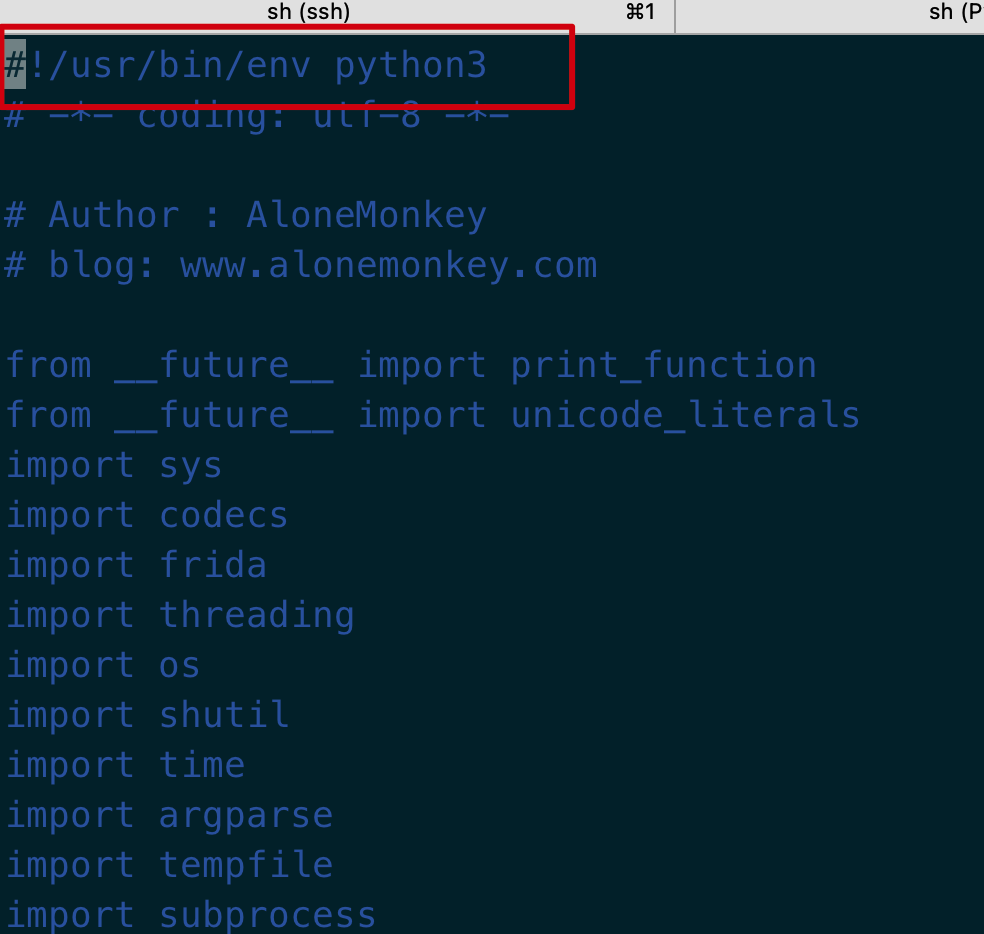 sh (ssh) ⌘1 sh (P
#!/usr/bin/env python3
# -*- coding: utf-8 -*-
# Author : AloneMonkey
# blog: www.alonemonkey.com
from __future__ import print_function
from __future__ import unicode_literals
import sys
import codecs
import frida
import threading
import os
import shutil
import time
import argparse
import tempfile
import subprocess